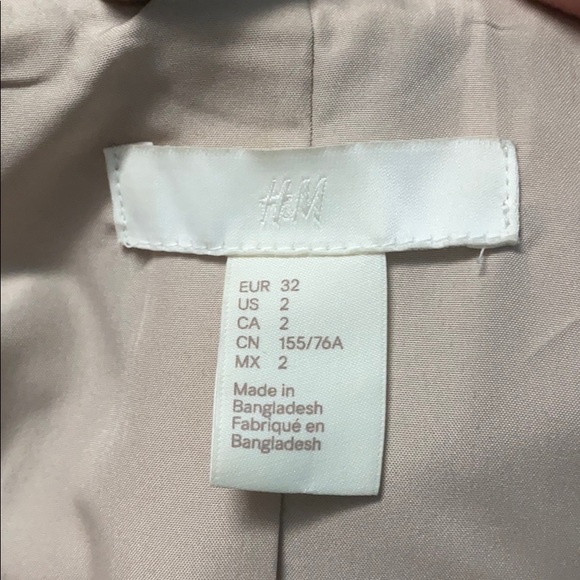 H&M
EUR 32
US 2
CA 2
CN 155/76A
MX 2
Made in
Bangladesh
Fabriqué en
Bangladesh